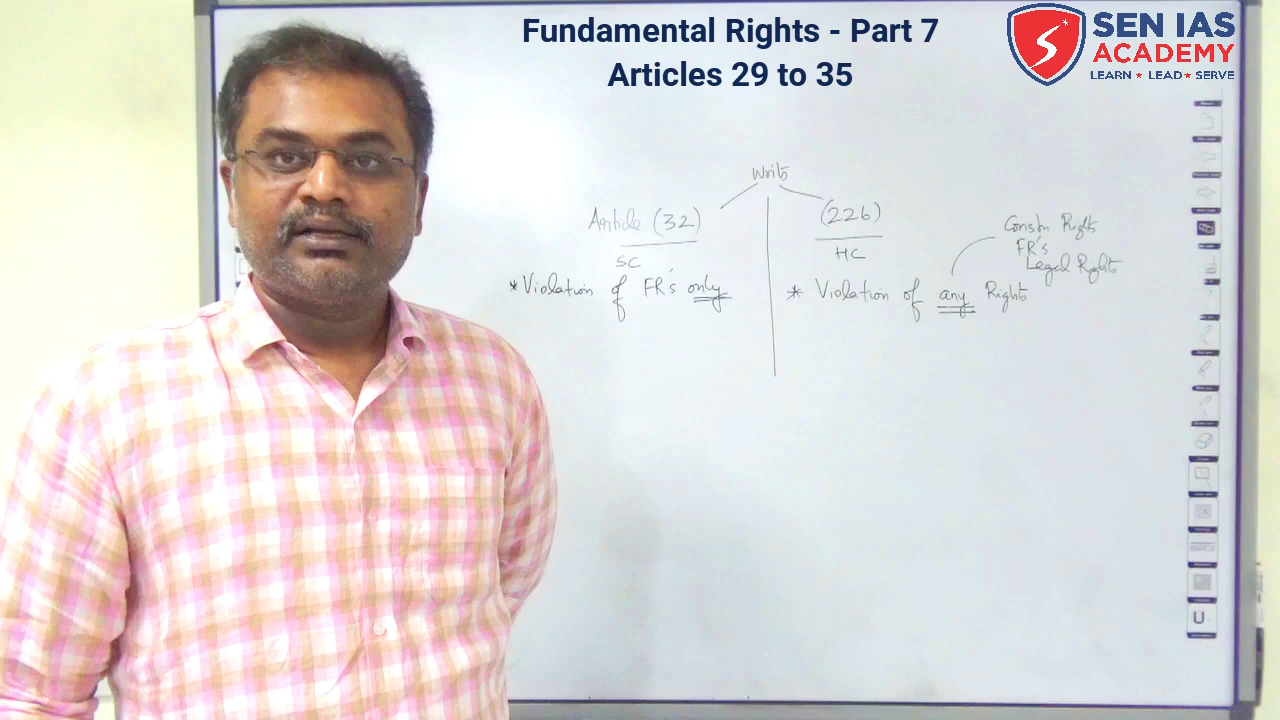 Fundamental Rights - Part 7
Articles 29 to 35
SEN IAS
ACADEMY
LEARN ★ LEAD ★ SERVE
Writs
Article (32)
SC
*Violation of FR's only
(226)
HC
* Violation of any Rights
Constn Rights
FR's
Legal Rights
U